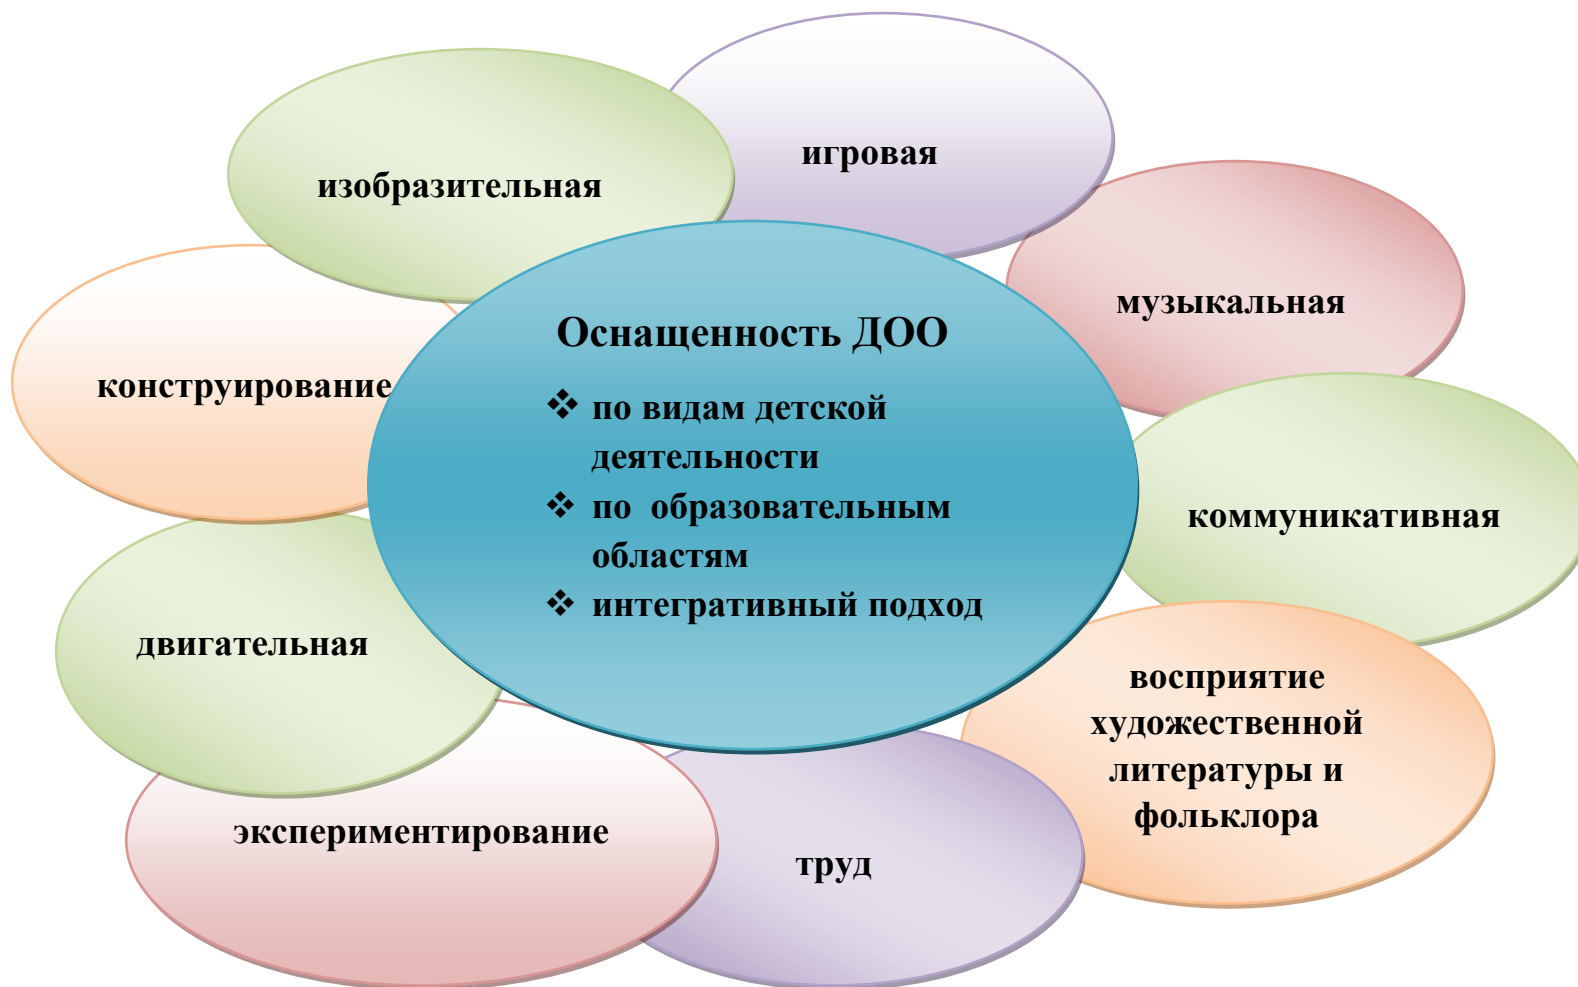 игровая
изобразительная
музыкальная
Оснащенность ДОО
конструирование
❖ по видам детской
деятельности
❖ по образовательным
областям
❖ интегративный подход
коммуникативная
двигательная
восприятие
художественной
литературы и
фольклора
экспериментирование
труд